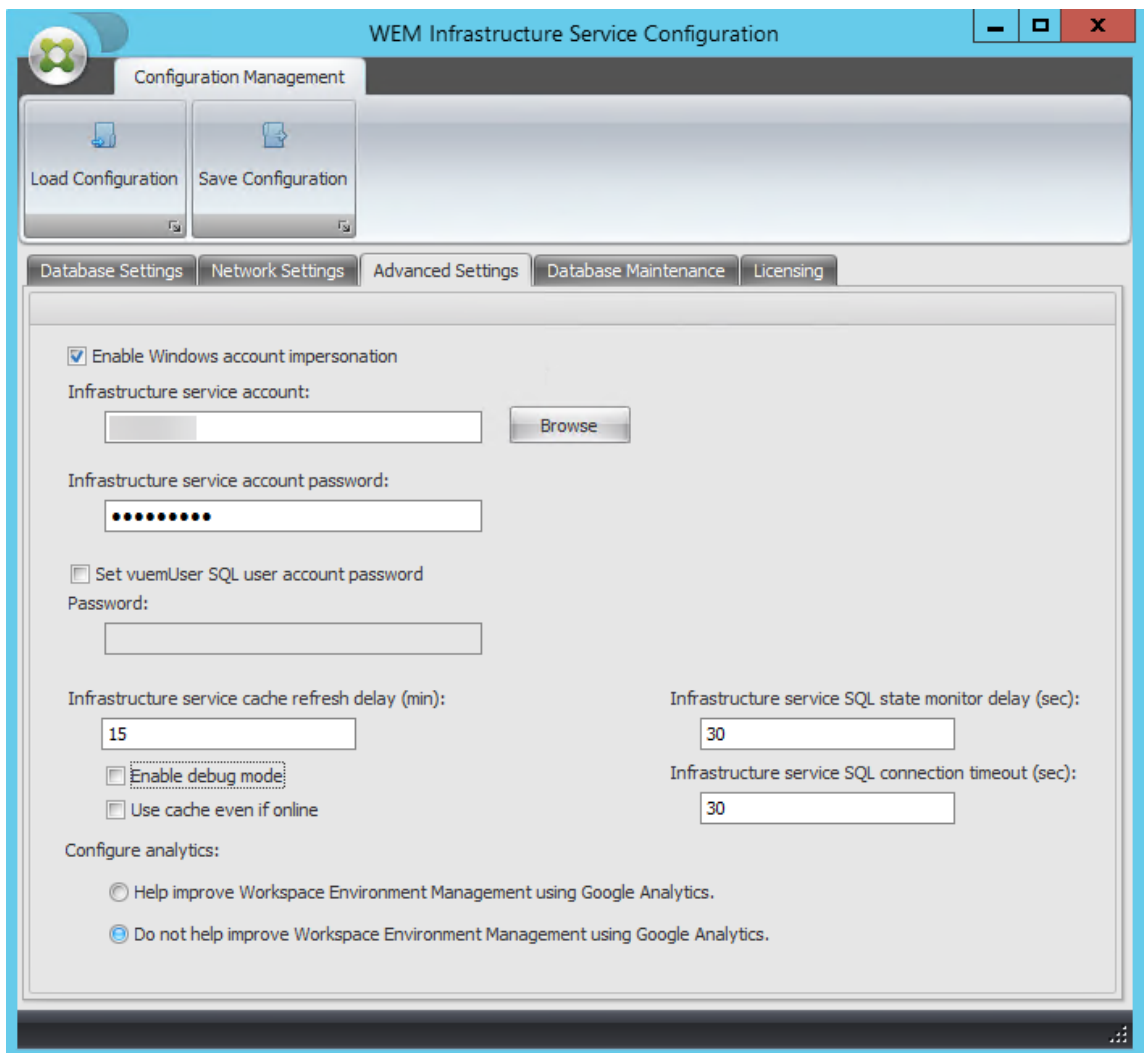 WEM Infrastructure Service Configuration
Configuration Management
Load Configuration Save Configuration
Database Settings Network Settings Advanced Settings Database Maintenance Licensing
Enable Windows account impersonation
Infrastructure service account:
Browse
Infrastructure service account password:
•••••••••
Set vuemUser SQL user account password
Password:
Infrastructure service cache refresh delay (min): Infrastructure service SQL state monitor delay (sec):
15 30
Enable debug mode Infrastructure service SQL connection timeout (sec):
Use cache even if online 30
Configure analytics:
Help improve Workspace Environment Management using Google Analytics.
Do not help improve Workspace Environment Management using Google Analytics.